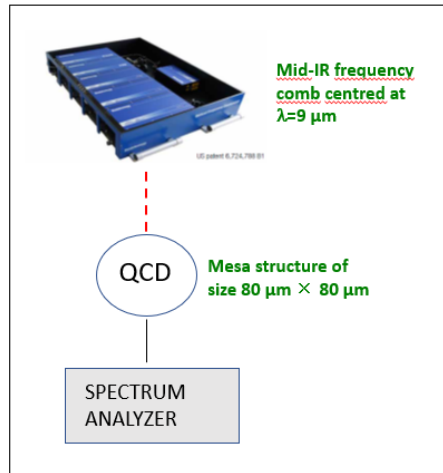 Mid-IR frequency
comb centred at
λ=9 μm
US patent 6,724,788 B1
QCD
Mesa structure of
size 80 μm × 80 μm
SPECTRUM
ANALYZER